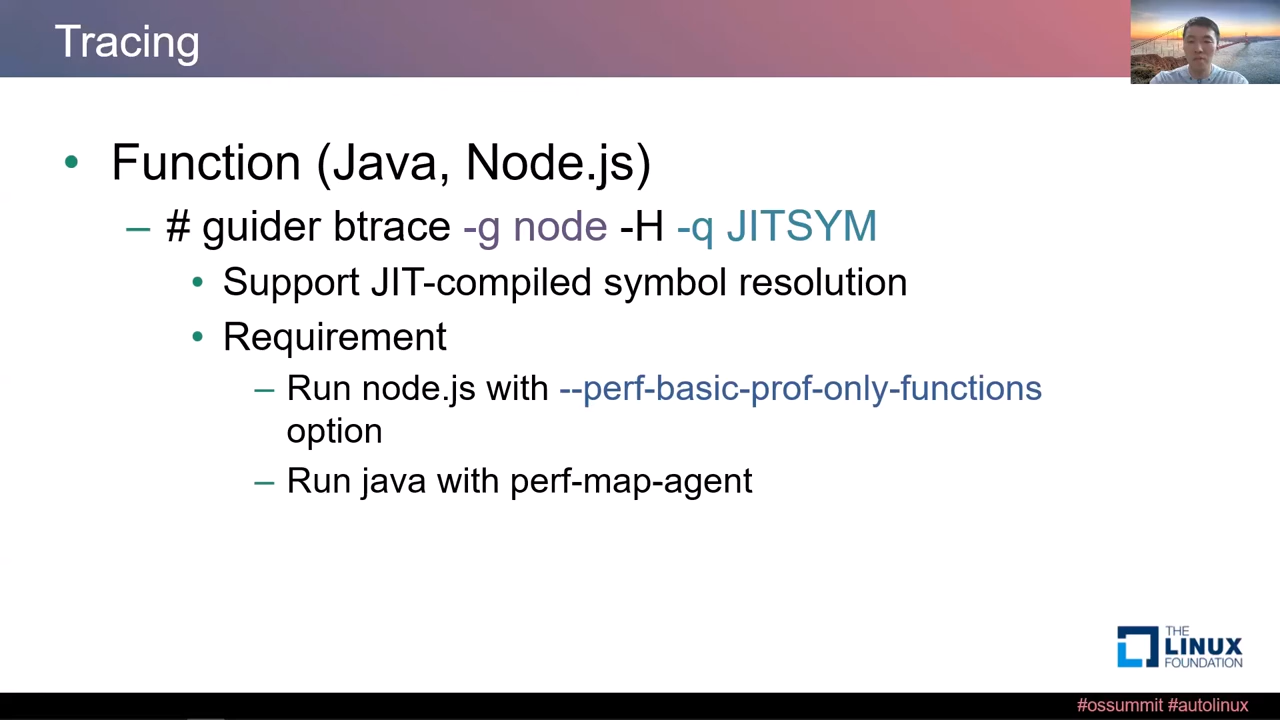 Tracing
• Function (Java, Node.js)
– # guider btrace -g node -H -q JITSYM
• Support JIT-compiled symbol resolution
• Requirement
– Run node.js with --perf-basic-prof-only-functions
option
– Run java with perf-map-agent
THE
LINUX
FOUNDATION
#ossummit #autolinux